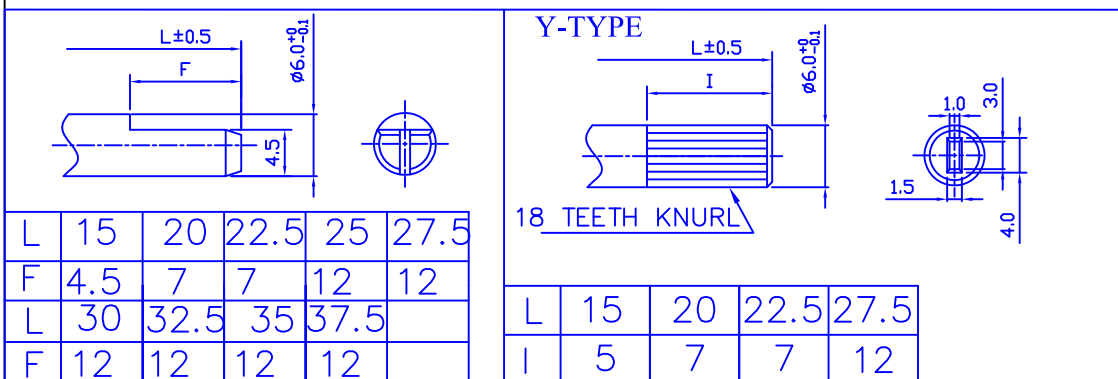 L±0.5
F
ø6.0+0-0.1
4.5
L 15 20 22.5 25 27.5
F 4.5 7 7 12 12
L 30 32.5 35 37.5
F 12 12 12 12
Y-TYPE
L±0.5
I
ø6.0+0-0.1
18 TEETH KNURL
1.0
3.0
1.5
4.0
L 15 20 22.5 27.5
I 5 7 7 12